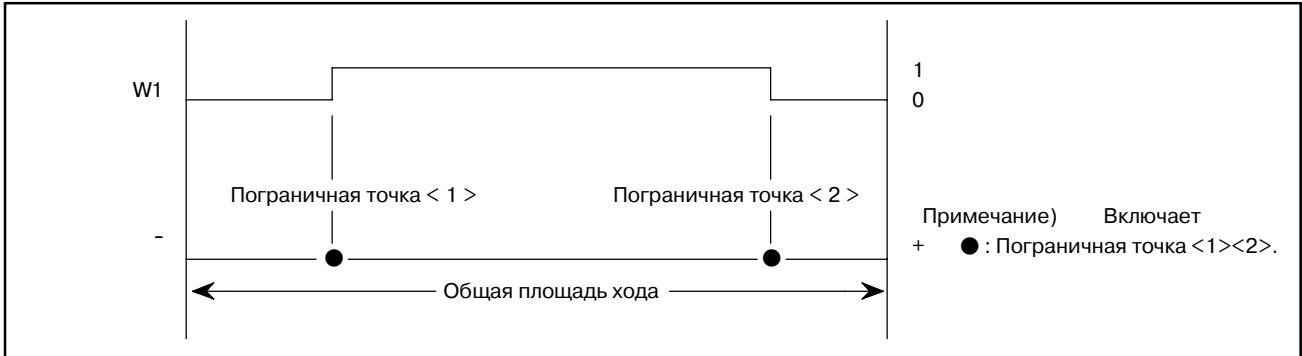 W1
1
0
Пограничная точка < 1 >
Пограничная точка < 2 >
Примечание) Включает
- +
: Пограничная точка <1><2>.
Общая площадь хода